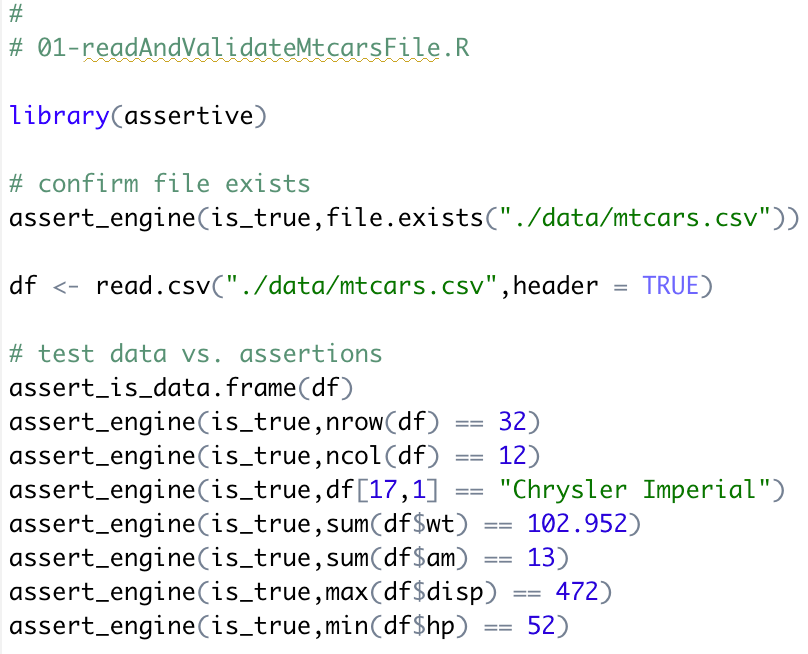 #
# 01-readAndValidateMtcarsFile.R
library(assertive)
# confirm file exists
assert_engine(is_true,file.exists("./data/mtcars.csv"))
df <- read.csv("./data/mtcars.csv",header = TRUE)
# test data vs. assertions
assert_is_data.frame(df)
assert_engine(is_true,nrow(df) == 32)
assert_engine(is_true,ncol(df) == 12)
assert_engine(is_true,df[17,1] == "Chrysler Imperial")
assert_engine(is_true,sum(df$wt) == 102.952)
assert_engine(is_true,sum(df$am) == 13)
assert_engine(is_true,max(df$disp) == 472)
assert_engine(is_true,min(df$hp) == 52)